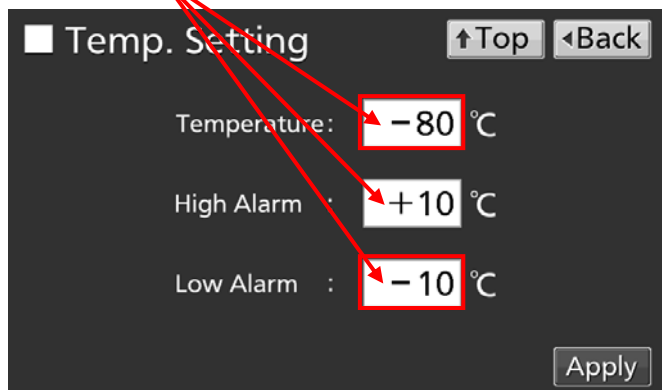 Temp. Setting ↑Top ◂Back
Temperature: −80 ℃
High Alarm : +10 ℃
Low Alarm : −10 ℃
Apply